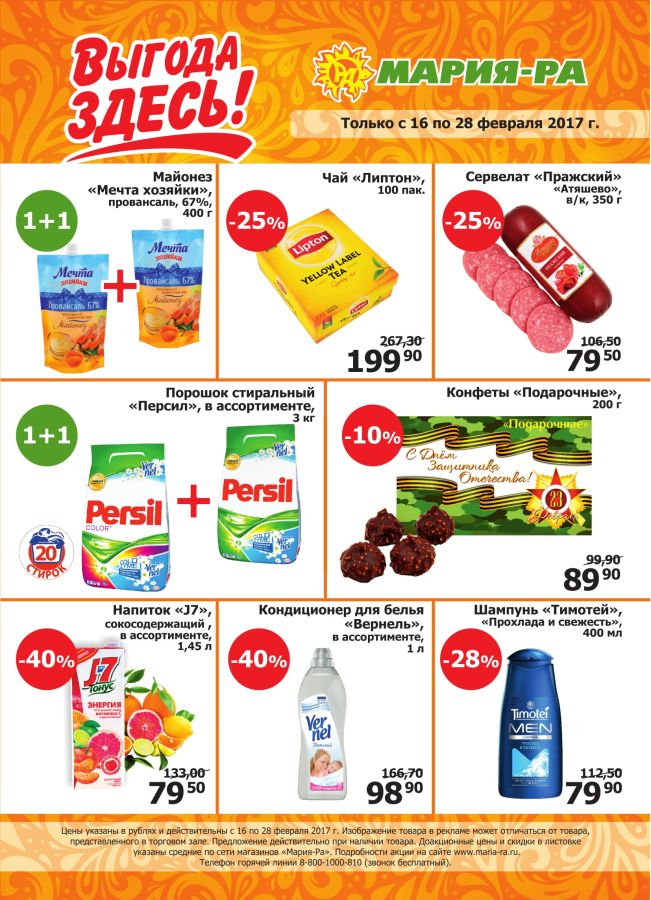 Выгода
здесь!
РА
МАРИЯ-РА
Только с 16 по 28 февраля 2017 г.
1+1
Майонез
«Мечта хозяйки»,
провансаль, 67%,
400 г
Мечта
хозяйки
Провансаль 67%
Майонез
+
Мечта
хозяйки
Провансаль 67%
Майонез
-25%
Чай «Липтон»,
100 пак.
Lipton
YELLOW LABEL
TEA
267,30
199 90
-25%
Сервелат «Пражский»
«Атяшево»,
в/к, 350 г
106,50
79 50
1+1
Порошок стиральный
«Персил», в ассортименте,
3 кг
Vernel
Persil
COLOR
+
Vernel
Persil
20
СТИРОК
-10%
Конфеты «Подарочные»,
200 г
«Подарочные»
С Днём
Защитника
Отечества!
23
Февраля
99,90
89 90
-40%
Напиток «J7»,
сокосодержащий ,
в ассортименте,
1,45 л
J7
Тонус
ЭНЕРГИЯ
133,00
79 50
-40%
Кондиционер для белья
«Вернель»,
в ассортименте,
1 л
Vernel
Детский
166,70
98 90
-28%
Шампунь «Тимотей»,
«Прохлада и свежесть»,
400 мл
Timotei
MEN
112,50
79 90
Цены указаны в рублях и действительны с 16 по 28 февраля 2017 г. Изображение товара в рекламе может отличаться от товара,
представленного в торговом зале. Предложение действительно при наличии товара. Доакционные цены и скидки в листовке
указаны средние по сети магазинов «Мария-Ра». Подробности акции на сайте www.maria-ra.ru.
Телефон горячей линии 8-800-1000-810 (звонок бесплатный).